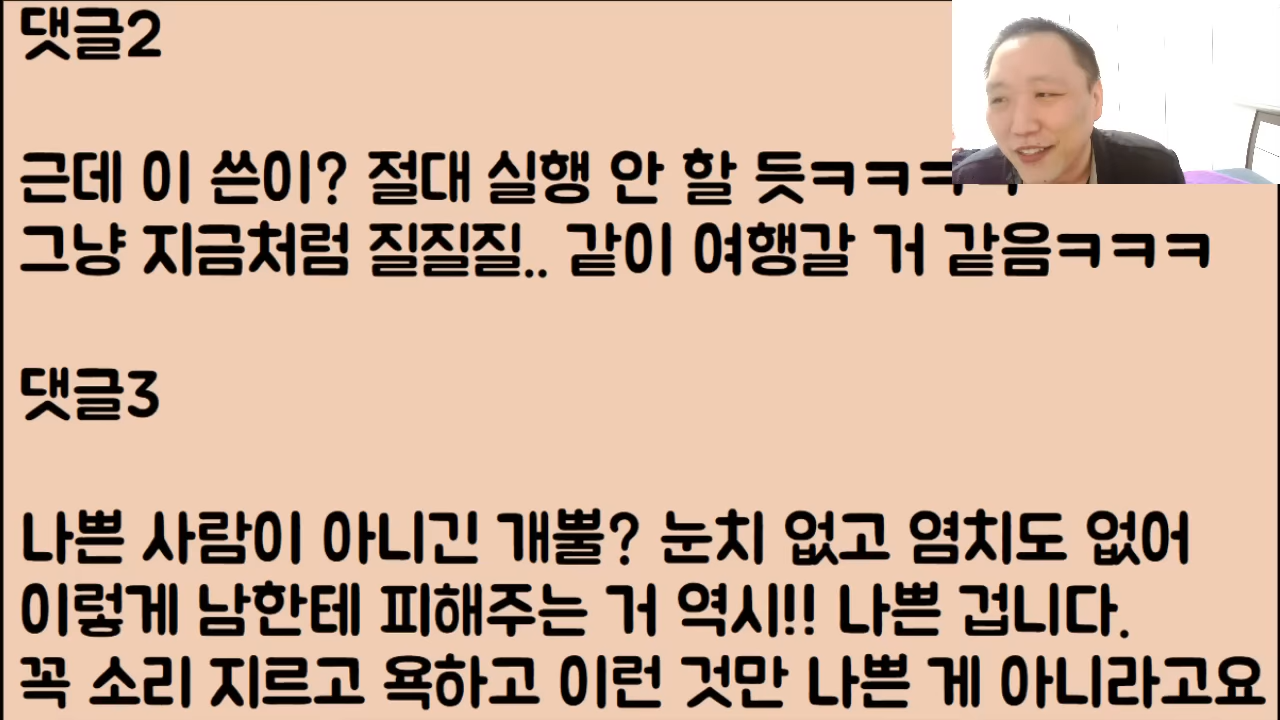 댓글2
근데 이 쓴이? 절대 실행 안 할 듯ㅋㅋㅋㅋ
그냥 지금처럼 질질질.. 같이 여행갈 거 같음ㅋㅋㅋ
댓글3
나쁜 사람이 아니긴 개뿔? 눈치 없고 염치도 없어
이렇게 남한테 피해주는 거 역시!! 나쁜 겁니다.
꼭 소리 지르고 욕하고 이런 것만 나쁜 게 아니라고요